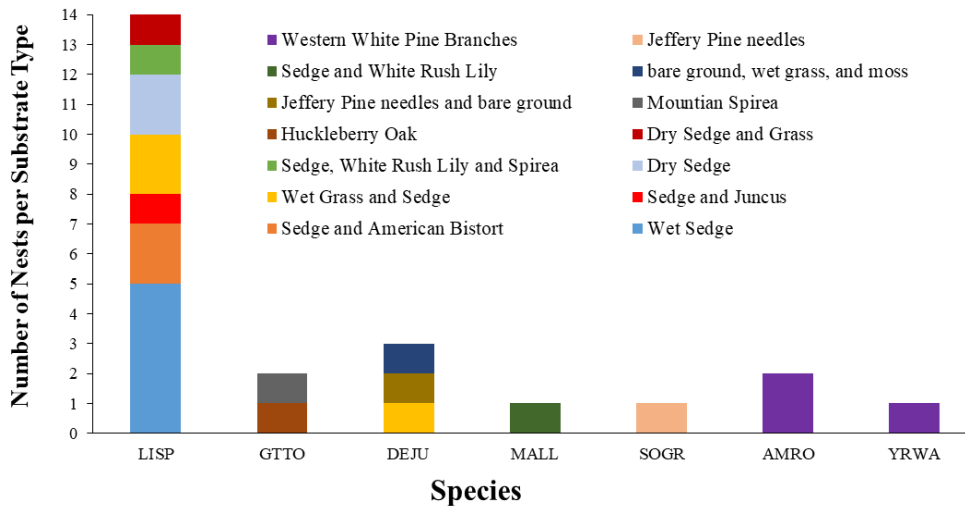 Number of Nests per Substrate Type
14
13
12
11
10
9
8
7
6
5
4
3
2
1
0
Western White Pine Branches
Jeffery Pine needles
Sedge and White Rush Lily
bare ground, wet grass, and moss
Jeffery Pine needles and bare ground
Mountian Spirea
Huckleberry Oak
Dry Sedge and Grass
Sedge, White Rush Lily and Spirea
Dry Sedge
Wet Grass and Sedge
Sedge and Juncus
Sedge and American Bistort
Wet Sedge
LISP GTTO DEJU MALL SOGR AMRO YRWA
Species